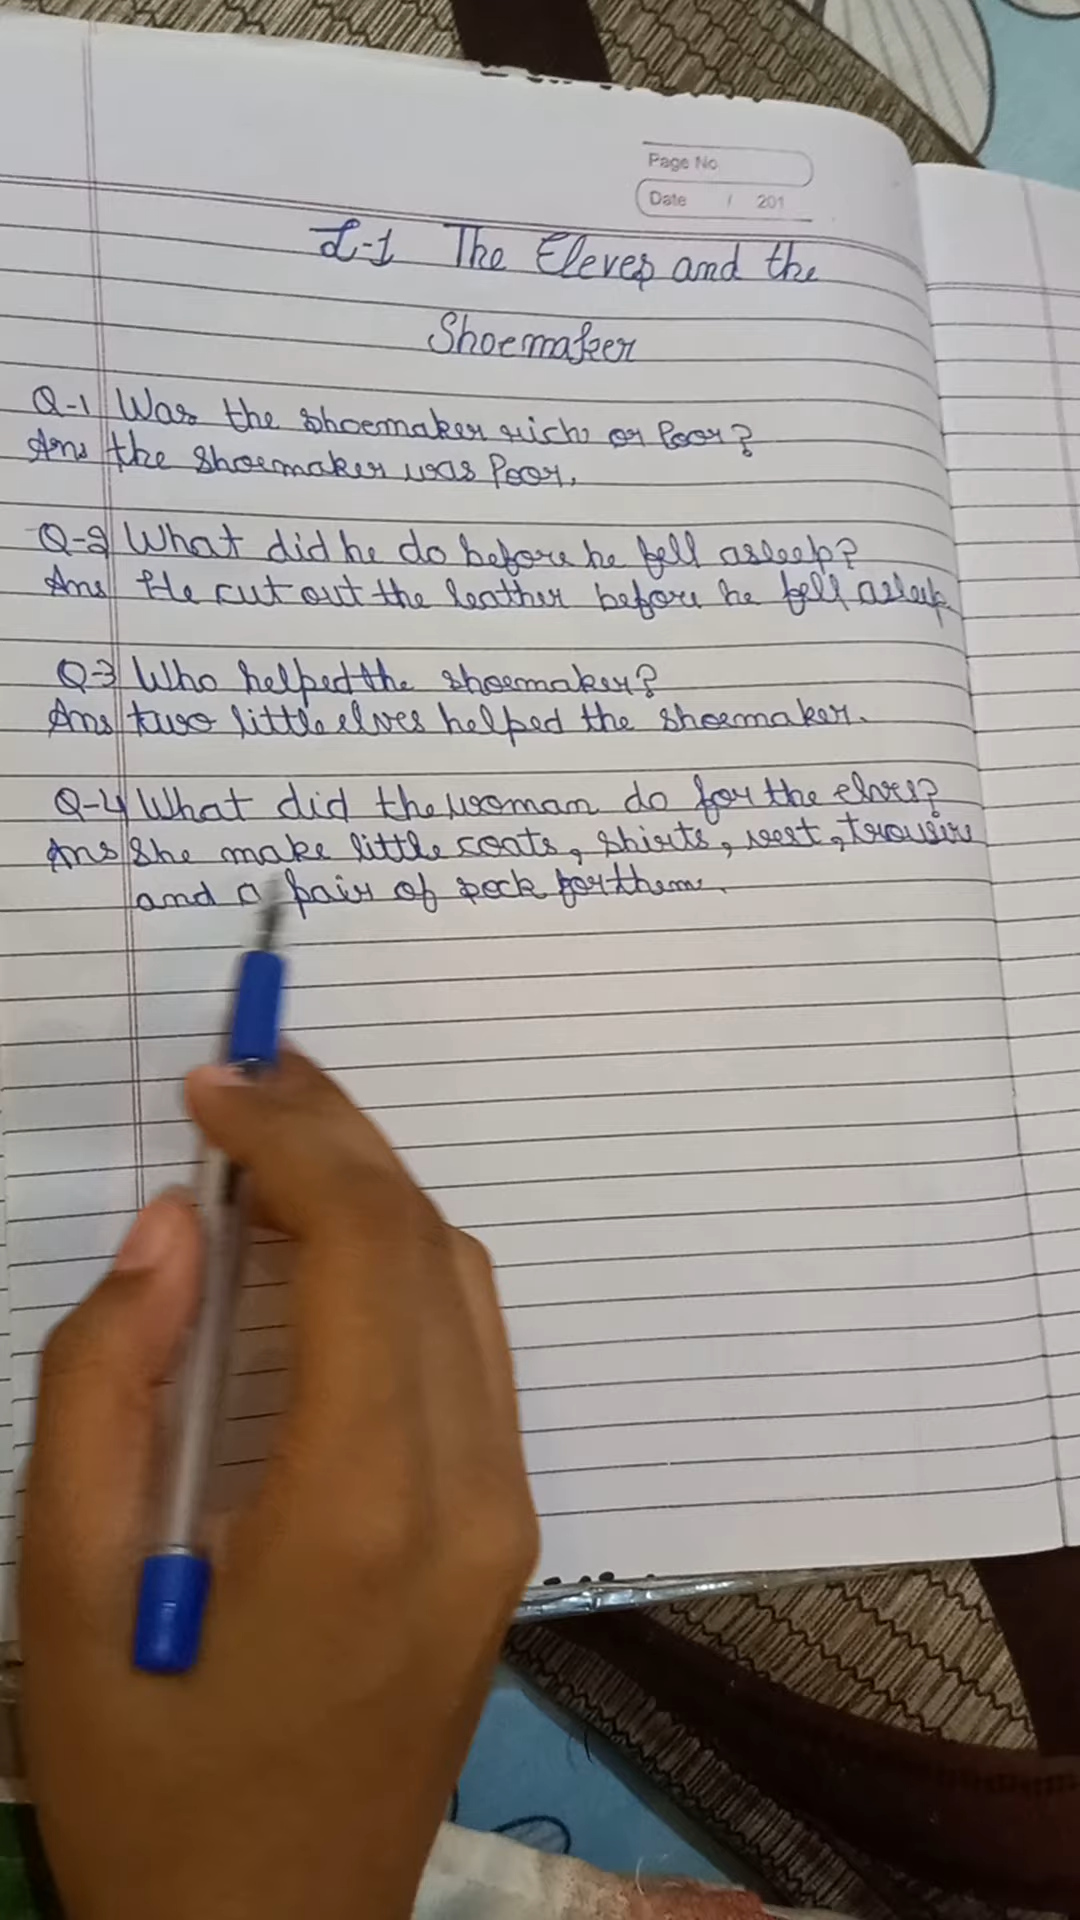 Page No
Date / 201
L-1 The Eleves and the
Shoemaker
Q-1 Was the shoemaker rich or Poor?
Ans the shoemaker was Poor.
Q-2 What did he do before he fell asleep?
Ans He cut out the leather before he fell asleep
Q-3 Who helped the shoemaker?
Ans two little elves helped the shoemaker.
Q-4 What did the woman do for the elves?
Ans She make little coats, shirts, vest,
and a pair of sock for them.